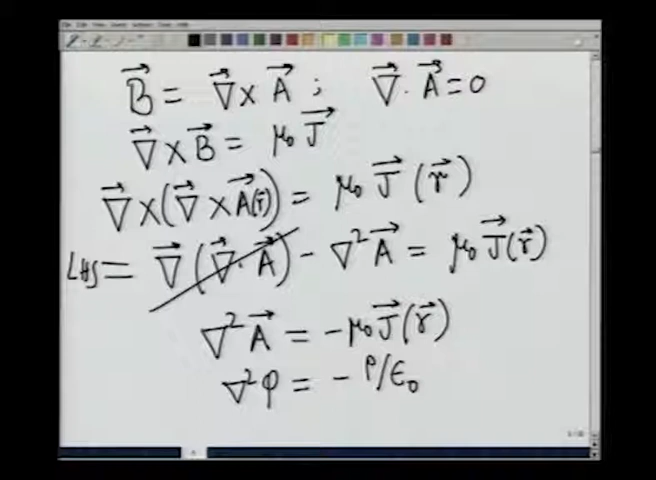 B⃗ = ∇⃗ × A⃗ ; ∇⃗ · A⃗ = 0
∇⃗ × B⃗ = μ₀ J⃗
∇⃗ × (∇⃗ × A⃗(r⃗)) = μ₀ J⃗ (r⃗)
LHS = ∇⃗ (∇⃗ · A⃗) - ∇² A⃗ = μ₀ J⃗(r⃗)
∇² A⃗ = -μ₀ J⃗(r⃗)
∇² φ = - ρ/ε₀